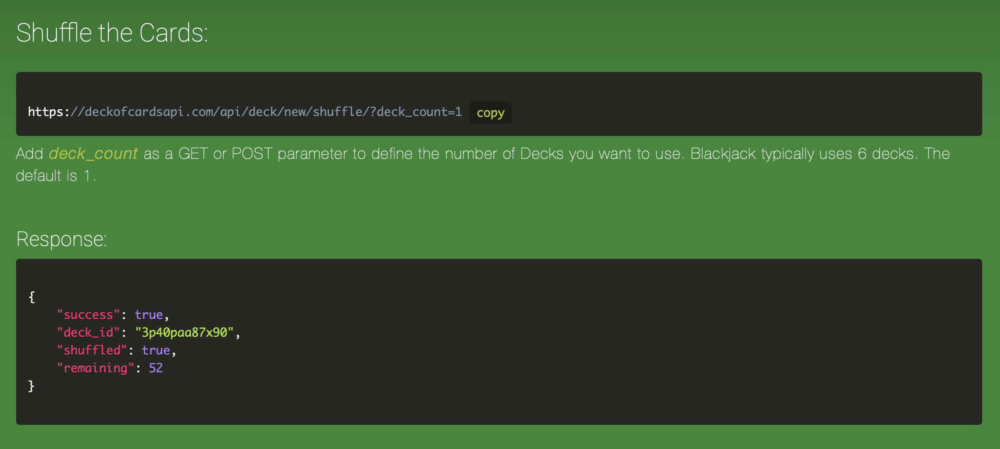 Shuffle the Cards:
https://deckofcardsapi.com/api/deck/new/shuffle/?deck_count=1 copy
Add deck_count as a GET or POST parameter to define the number of Decks you want to use. Blackjack typically uses 6 decks. The
default is 1.
Response:
{
    "success": true,
    "deck_id": "3p40paa87x90",
    "shuffled": true,
    "remaining": 52
}